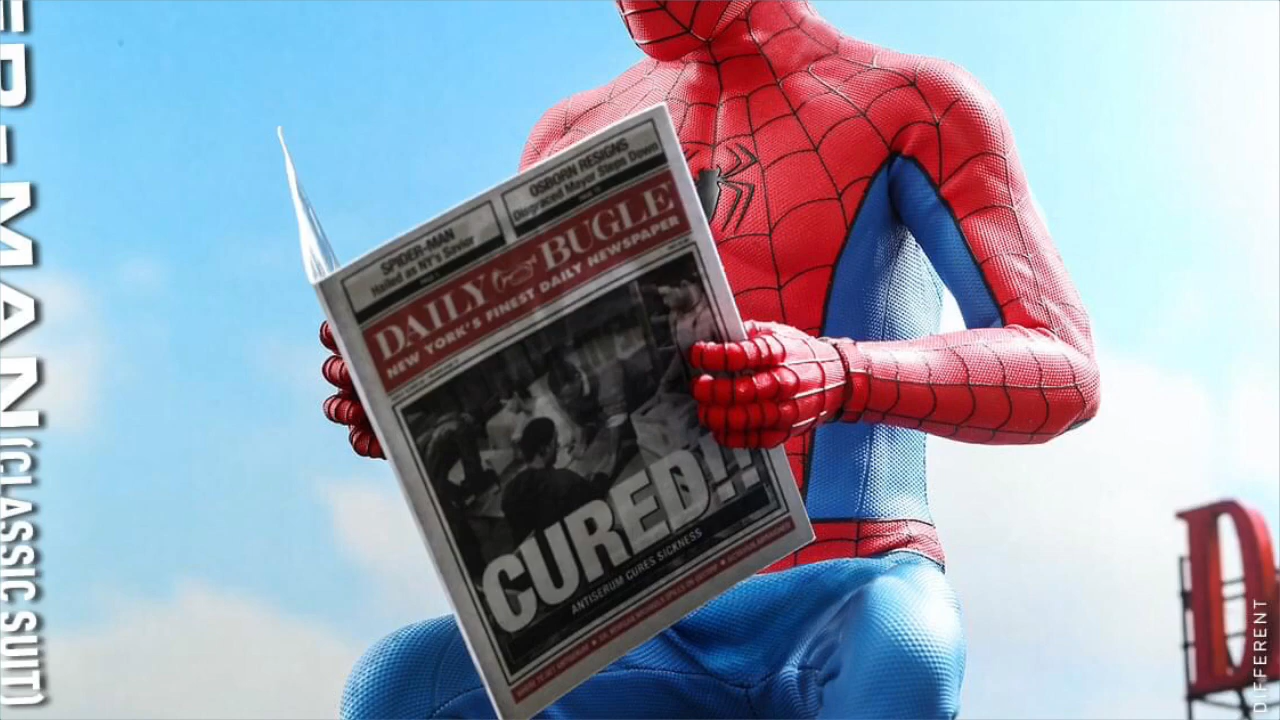 ER-MAN (CLASSIC SUIT)
SPIDER-MAN
Hailed as NY's Savior
OSBORN RESIGNS
Disgraced Mayor Steps Down
DAILY BUGLE
NEW YORK'S FINEST DAILY NEWSPAPER
CURED!!
ANTISERUM CURES SICKNESS
D
DIFFERENT